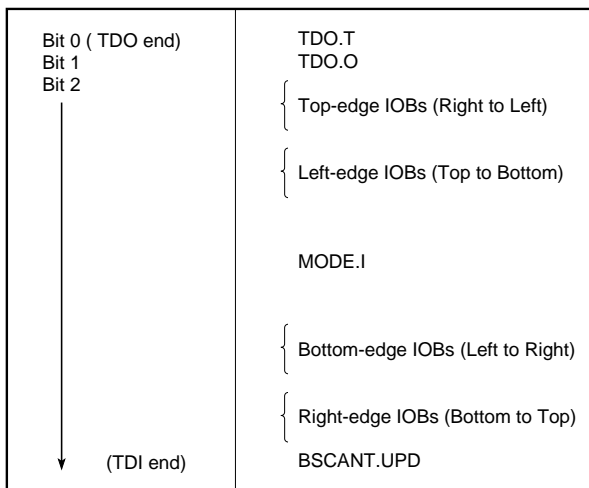 Bit 0 ( TDO end)
Bit 1
Bit 2
(TDI end)
TDO.T
TDO.O
Top-edge IOBs (Right to Left)
Left-edge IOBs (Top to Bottom)
MODE.I
Bottom-edge IOBs (Left to Right)
Right-edge IOBs (Bottom to Top)
BSCANT.UPD